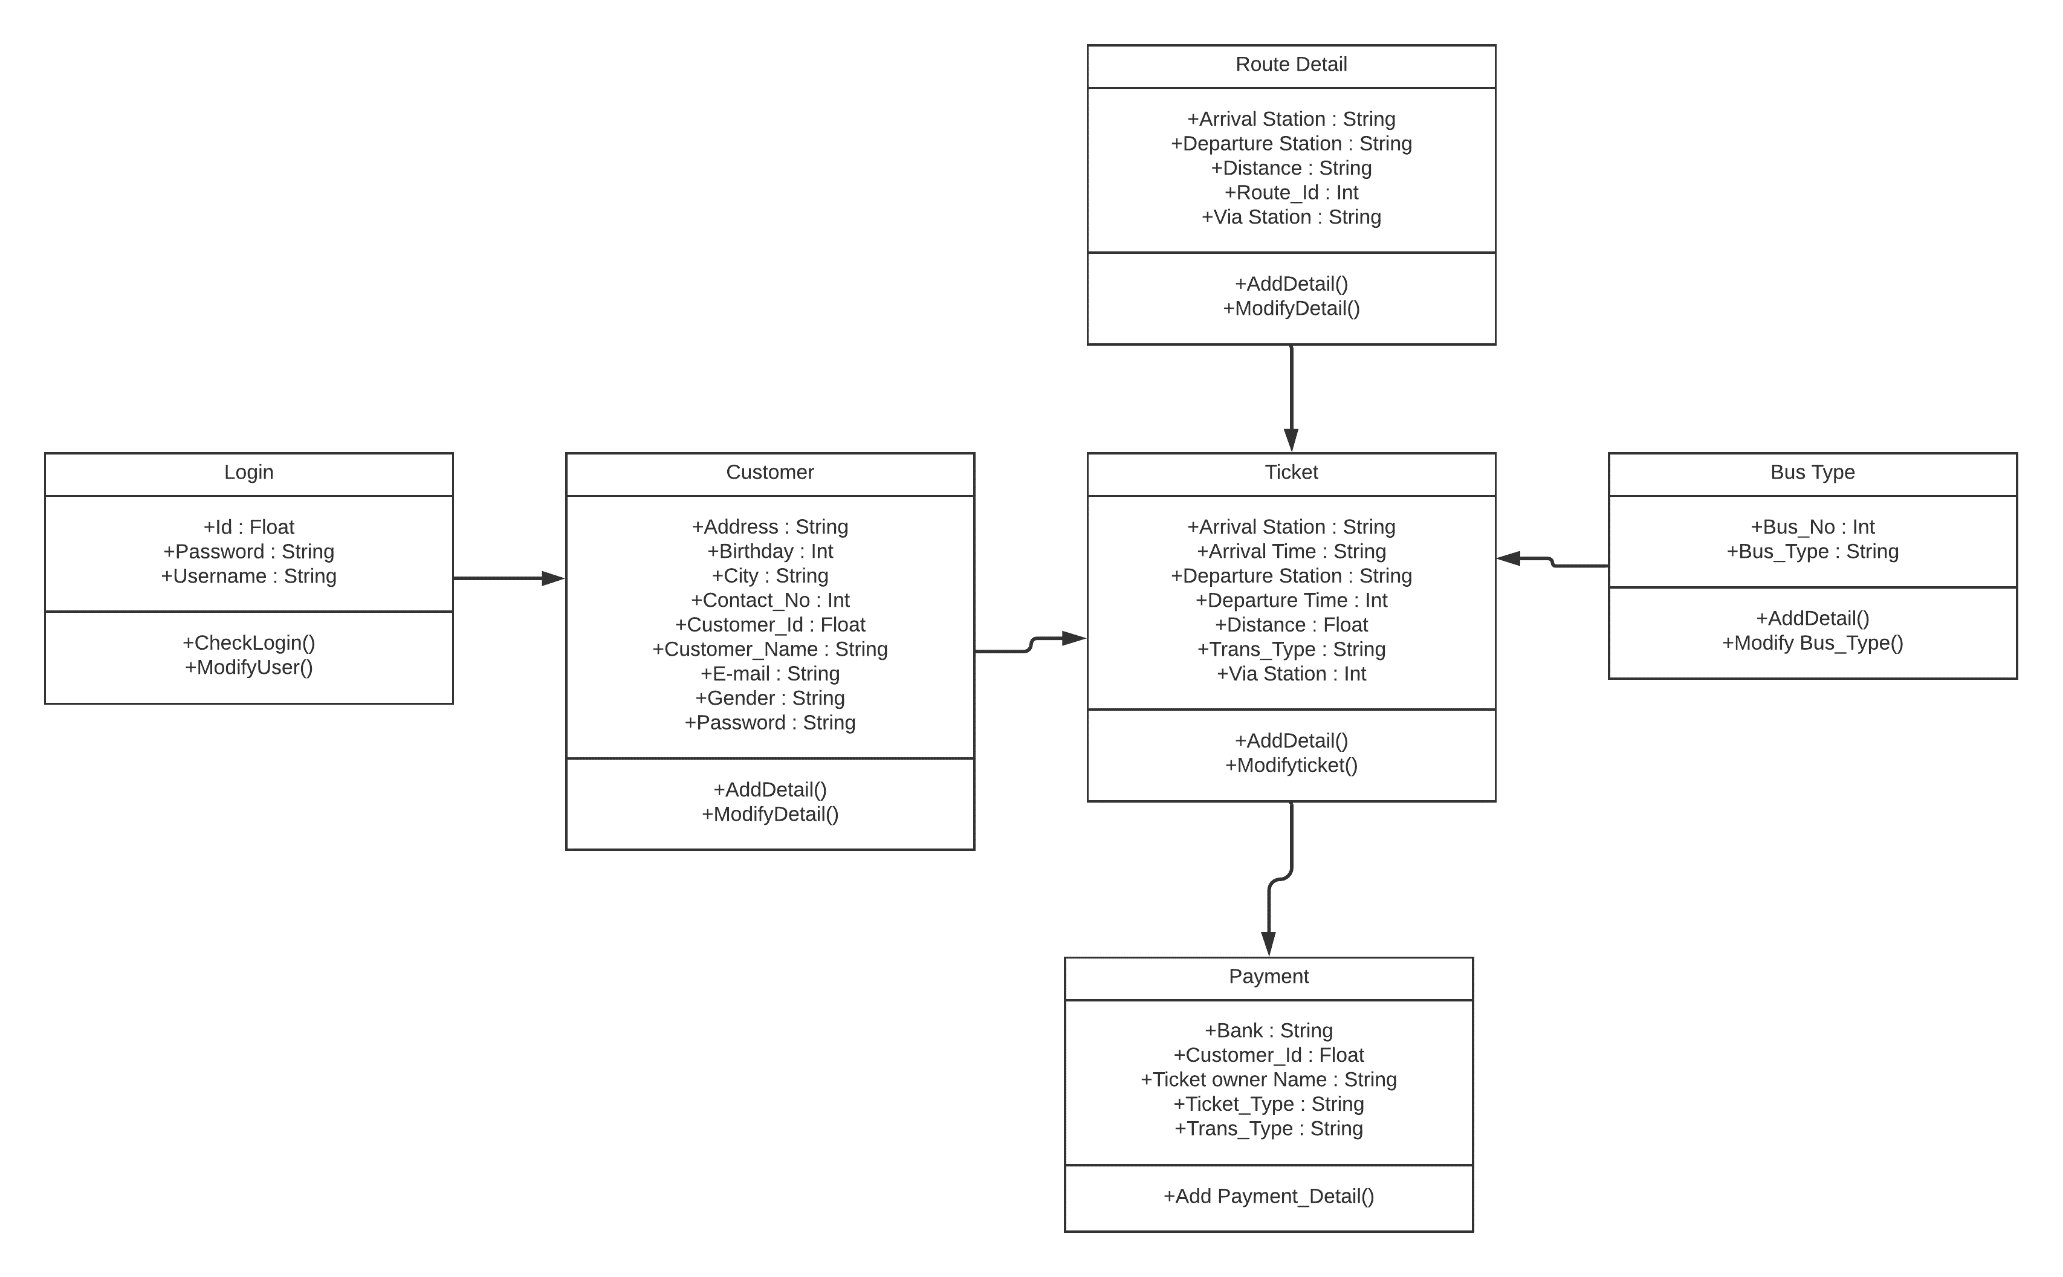 Route Detail
+Arrival Station : String
+Departure Station : String
+Distance : String
+Route_Id : Int
+Via Station : String
+AddDetail()
+ModifyDetail()
Login
+Id : Float
+Password : String
+Username : String
+CheckLogin()
+ModifyUser()
Customer
+Address : String
+Birthday : Int
+City : String
+Contact_No : Int
+Customer_Id : Float
+Customer_Name : String
+E-mail : String
+Gender : String
+Password : String
+AddDetail()
+ModifyDetail()
Ticket
+Arrival Station : String
+Arrival Time : String
+Departure Station : String
+Departure Time : Int
+Distance : Float
+Trans_Type : String
+Via Station : Int
+AddDetail()
+Modifyticket()
Bus Type
+Bus_No : Int
+Bus_Type : String
+AddDetail()
+Modify Bus_Type()
Payment
+Bank : String
+Customer_Id : Float
+Ticket owner Name : String
+Ticket_Type : String
+Trans_Type : String
+Add Payment_Detail()